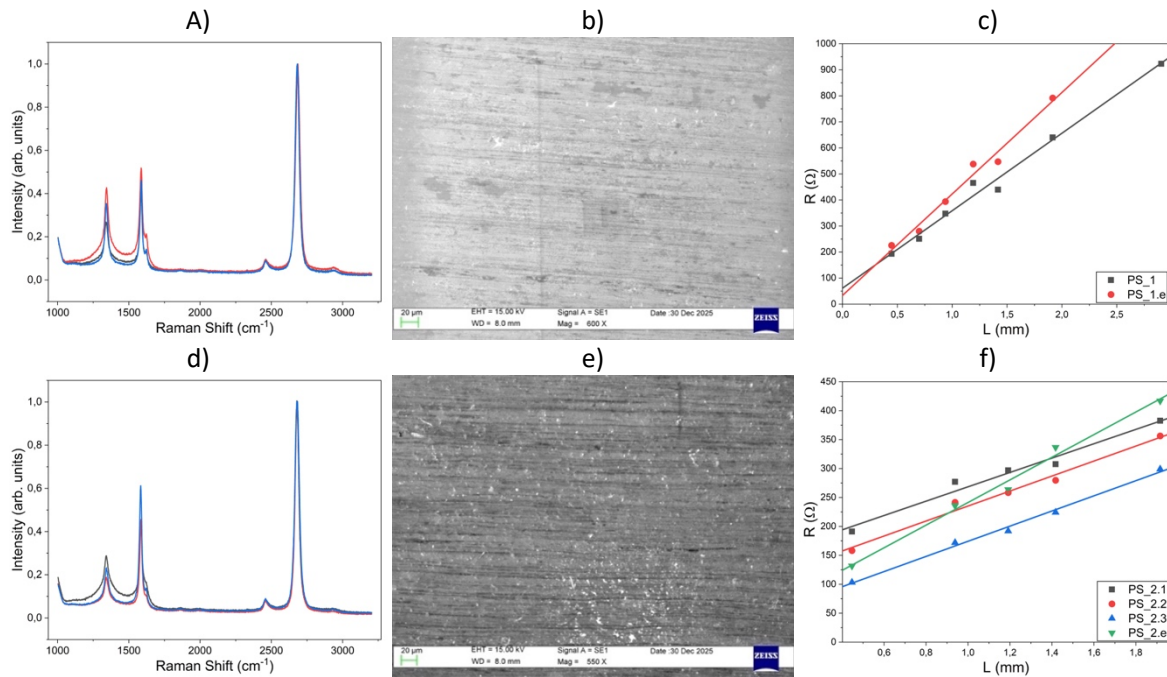 A)
b)
c)
Intensity (arb. units)
1,0
0,8
0,6
0,4
0,2
0,0
1000 1500 2000 2500 3000
Raman Shift (cm⁻¹)
20 µm
EHT = 15.00 kV
WD = 8.0 mm
Signal A = SE1
Mag = 600 X
Date :30 Dec 2025
ZEISS
R (Ω)
1000
900
800
700
600
500
400
300
200
100
0
0,0 0,5 1,0 1,5 2,0 2,5
L (mm)
PS_1
PS_1.e
d)
e)
f)
Intensity (arb. units)
1,0
0,8
0,6
0,4
0,2
0,0
1000 1500 2000 2500 3000
Raman Shift (cm⁻¹)
20 µm
EHT = 15.00 kV
WD = 8.0 mm
Signal A = SE1
Mag = 550 X
Date :30 Dec 2025
ZEISS
R (Ω)
450
400
350
300
250
200
150
100
50
0
0,6 0,8 1,0 1,2 1,4 1,6 1,8
L (mm)
PS_2.1
PS_2.2
PS_2.3
PS_2.e